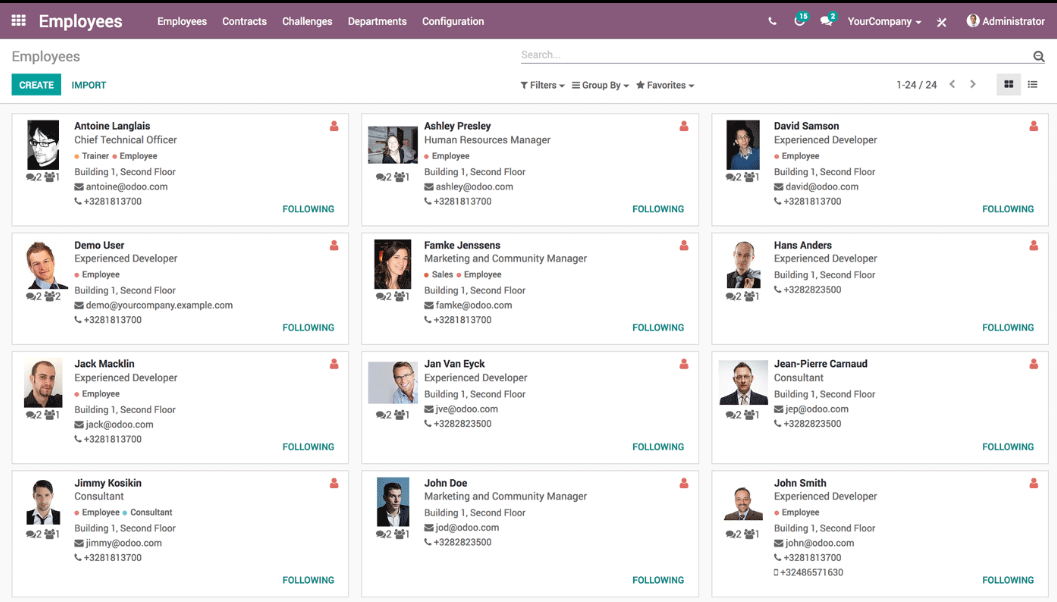 Employees Employees Contracts Challenges Departments Configuration 15 2 YourCompany Administrator
Employees Search...
CREATE IMPORT Filters Group By Favorites 1-24 / 24
Antoine Langlais
Chief Technical Officer
Trainer Employee
Building 1, Second Floor
2 1 antoine@odoo.com
+3281813700
FOLLOWING
Ashley Presley
Human Resources Manager
Employee
Building 1, Second Floor
2 1 ashley@odoo.com
+3281813700
FOLLOWING
David Samson
Experienced Developer
Employee
Building 1, Second Floor
2 1 david@odoo.com
+3281813700
FOLLOWING
Demo User
Experienced Developer
Employee
Building 1, Second Floor
2 2 demo@yourcompany.example.com
+3281813700
FOLLOWING
Famke Jenssens
Marketing and Community Manager
Sales Employee
Building 1, Second Floor
2 1 famke@odoo.com
+3281813700
FOLLOWING
Hans Anders
Experienced Developer
Building 1, Second Floor
2 1 +3282823500
FOLLOWING
Jack Macklin
Experienced Developer
Employee
Building 1, Second Floor
2 1 jack@odoo.com
+3281813700
FOLLOWING
Jan Van Eyck
Experienced Developer
Building 1, Second Floor
2 1 jve@odoo.com
+3282823500
FOLLOWING
Jean-Pierre Carnaud
Consultant
Building 1, Second Floor
2 1 jep@odoo.com
+3282823500
FOLLOWING
Jimmy Kosikin
Consultant
Employee Consultant
Building 1, Second Floor
2 1 jimmy@odoo.com
+3281813700
FOLLOWING
John Doe
Marketing and Community Manager
Building 1, Second Floor
2 1 jod@odoo.com
+3282823500
FOLLOWING
John Smith
Experienced Developer
Employee
Building 1, Second Floor
2 1 john@odoo.com
+3281813700
+32486571630
FOLLOWING